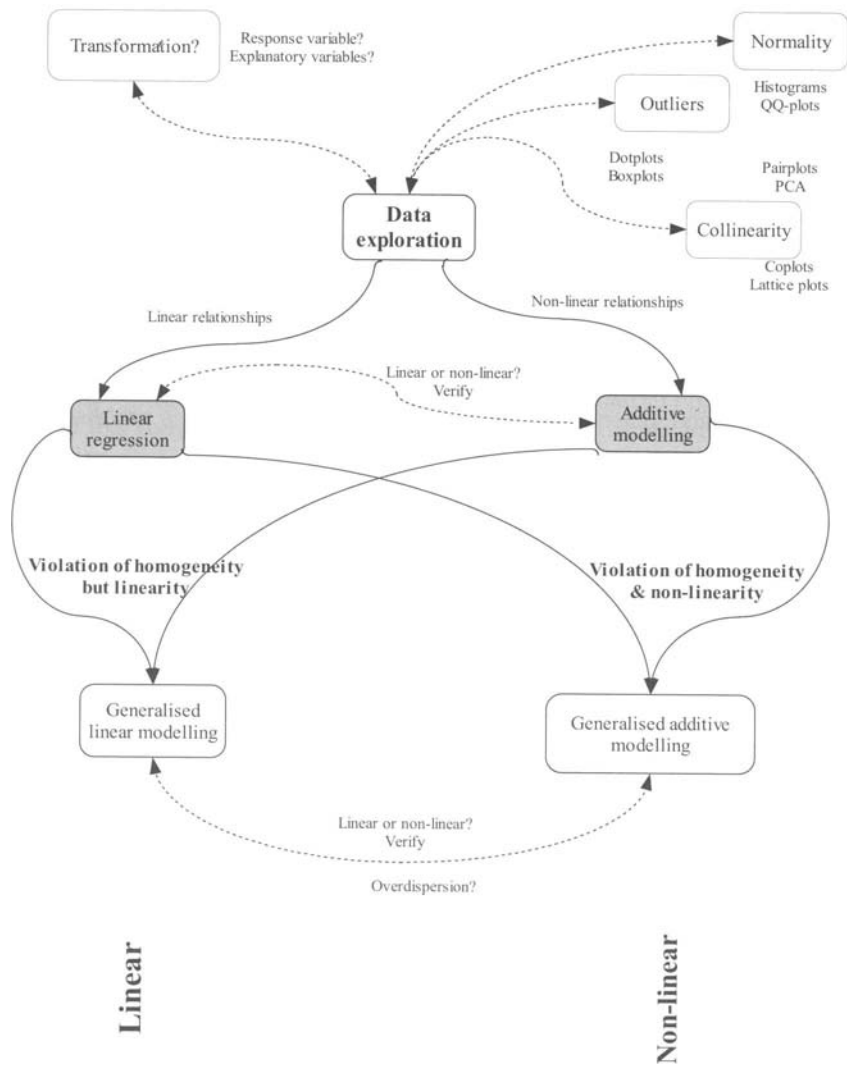 Transformation?
Response variable?
Explanatory variables?
Normality
Histograms
QQ-plots
Outliers
Dotplots
Boxplots
Pairplots
PCA
Collinearity
Coplots
Lattice plots
Data
exploration
Linear relationships
Non-linear relationships
Linear or non-linear?
Verify
Linear
regression
Additive
modelling
Violation of homogeneity
but linearity
Violation of homogeneity
& non-linearity
Generalised
linear modelling
Generalised additive
modelling
Linear or non-linear?
Verify
Overdispersion?
Linear
Non-linear